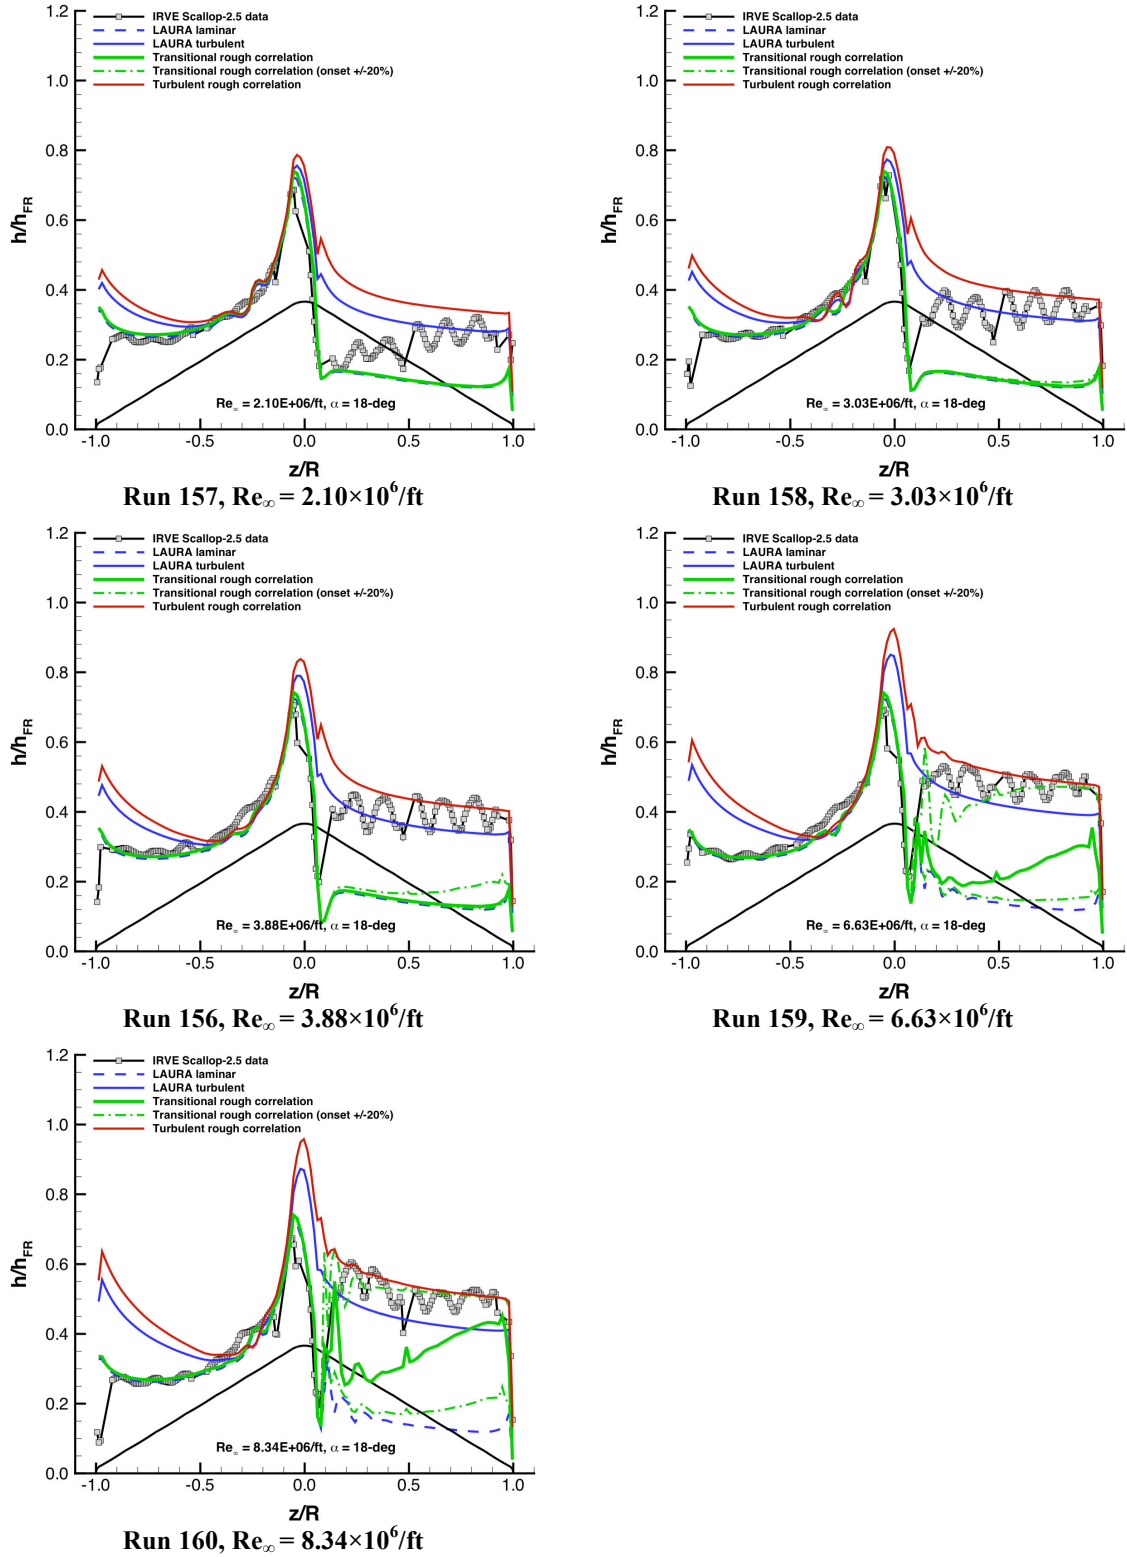 1.2
1.0
0.8
0.6
0.4
0.2
0.0
h/hFR
IRVE Scallop-2.5 data
LAURA laminar
LAURA turbulent
Transitional rough correlation
Transitional rough correlation (onset +/-20%)
Turbulent rough correlation
Re∞ = 2.10E+06/ft, α = 18-deg
-1.0 -0.5 0.0 0.5 1.0
z/R
Run 157, Re∞ = 2.10×10⁶/ft
1.2
1.0
0.8
0.6
0.4
0.2
0.0
h/hFR
IRVE Scallop-2.5 data
LAURA laminar
LAURA turbulent
Transitional rough correlation
Transitional rough correlation (onset +/-20%)
Turbulent rough correlation
Re∞ = 3.03E+06/ft, α = 18-deg
-1.0 -0.5 0.0 0.5 1.0
z/R
Run 158, Re∞ = 3.03×10⁶/ft
1.2
1.0
0.8
0.6
0.4
0.2
0.0
h/hFR
IRVE Scallop-2.5 data
LAURA laminar
LAURA turbulent
Transitional rough correlation
Transitional rough correlation (onset +/-20%)
Turbulent rough correlation
Re∞ = 3.88E+06/ft, α = 18-deg
-1.0 -0.5 0.0 0.5 1.0
z/R
Run 156, Re∞ = 3.88×10⁶/ft
1.2
1.0
0.8
0.6
0.4
0.2
0.0
h/hFR
IRVE Scallop-2.5 data
LAURA laminar
LAURA turbulent
Transitional rough correlation
Transitional rough correlation (onset +/-20%)
Turbulent rough correlation
Re∞ = 6.63E+06/ft, α = 18-deg
-1.0 -0.5 0.0 0.5 1.0
z/R
Run 159, Re∞ = 6.63×10⁶/ft
1.2
1.0
0.8
0.6
0.4
0.2
0.0
h/hFR
IRVE Scallop-2.5 data
LAURA laminar
LAURA turbulent
Transitional rough correlation
Transitional rough correlation (onset +/-20%)
Turbulent rough correlation
Re∞ = 8.34E+06/ft, α = 18-deg
-1.0 -0.5 0.0 0.5 1.0
z/R
Run 160, Re∞ = 8.34×10⁶/ft